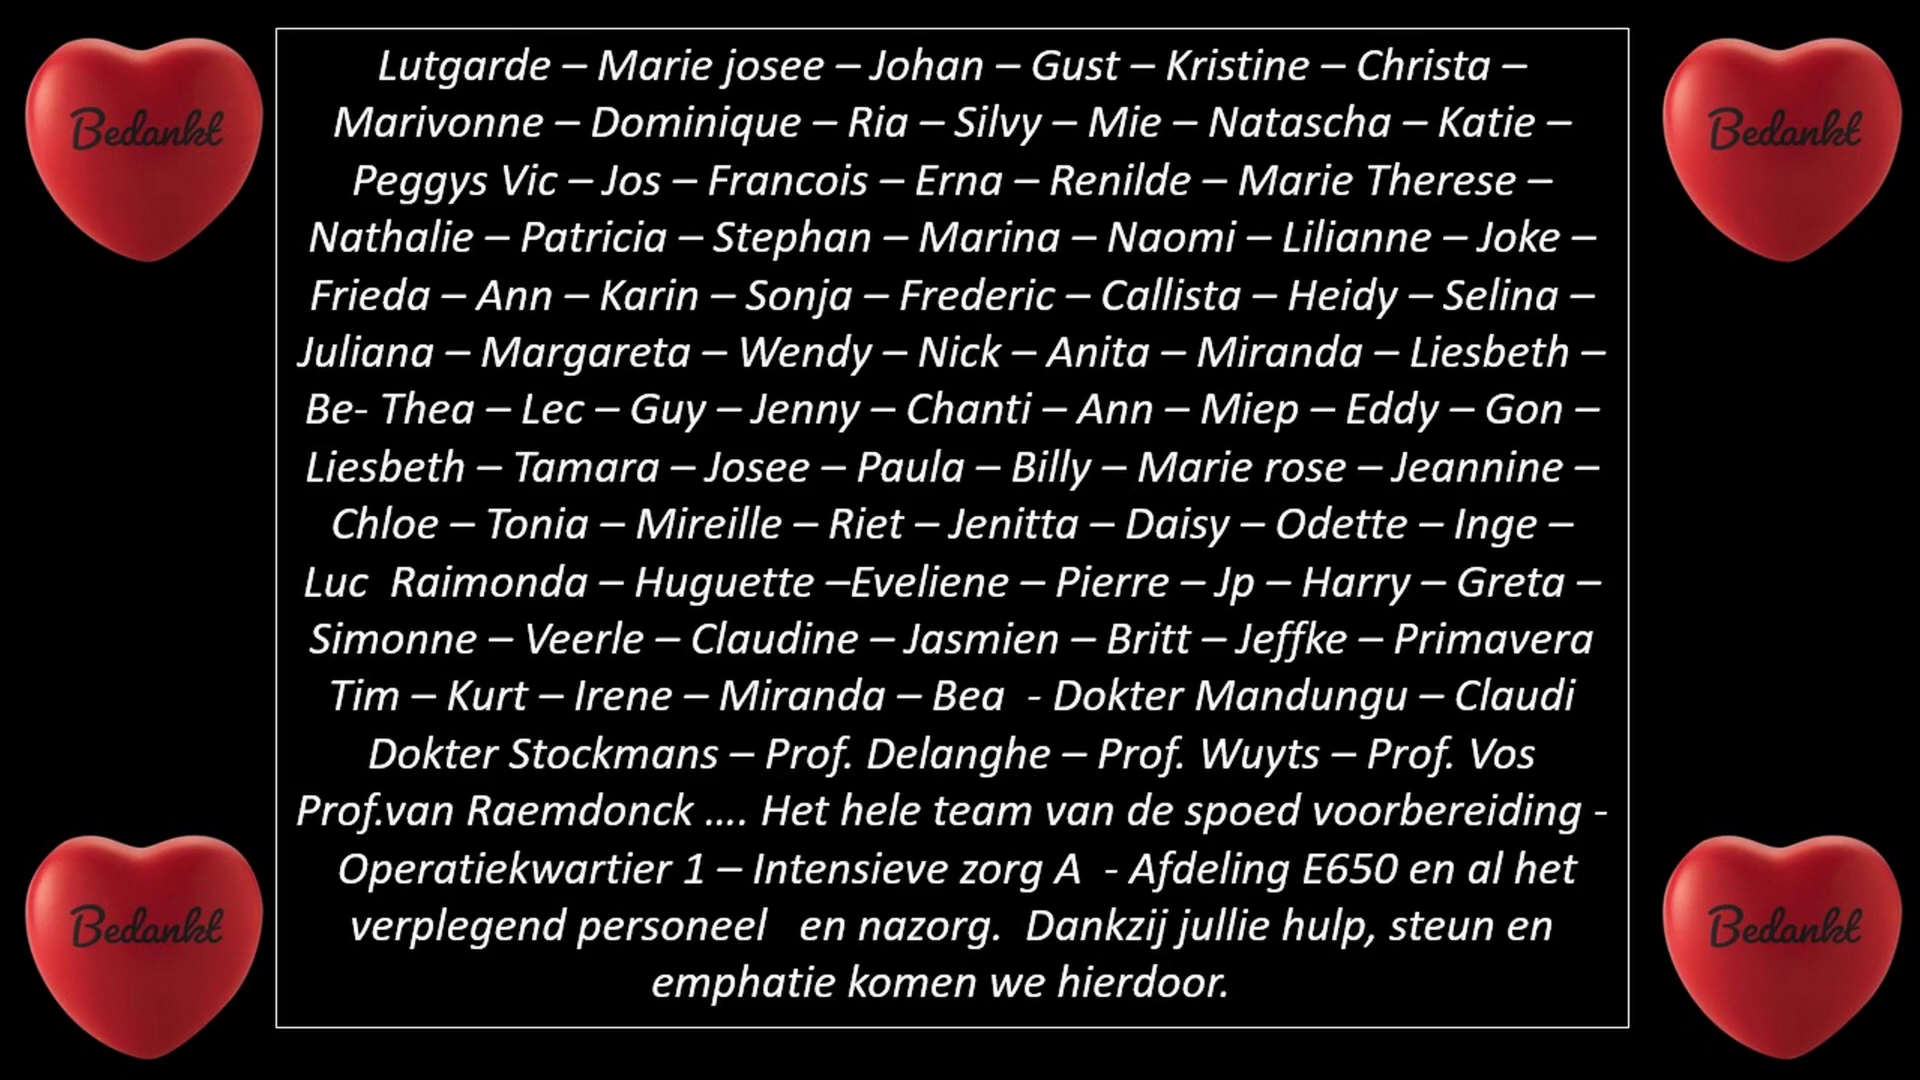 Bedankt
Bedankt
Lutgarde – Marie josee – Johan – Gust – Kristine – Christa –
Marivonne – Dominique – Ria – Silvy – Mie – Natascha – Katie –
Peggys Vic – Jos – Francois – Erna – Renilde – Marie Therese –
Nathalie – Patricia – Stephan – Marina – Naomi – Lilianne – Joke –
Frieda – Ann – Karin – Sonja – Frederic – Callista – Heidy – Selina –
Juliana – Margareta – Wendy – Nick – Anita – Miranda – Liesbeth –
Be- Thea – Lec – Guy – Jenny – Chanti – Ann – Miep – Eddy – Gon –
Liesbeth – Tamara – Josee – Paula – Billy – Marie rose – Jeannine –
Chloe – Tonia – Mireille – Riet – Jenitta – Daisy – Odette – Inge –
Luc  Raimonda – Huguette –Eveliene – Pierre – Jp – Harry – Greta –
Simonne – Veerle – Claudine – Jasmien – Britt – Jeffke – Primavera
Tim – Kurt – Irene – Miranda – Bea  - Dokter Mandungu – Claudi
Dokter Stockmans – Prof. Delanghe – Prof. Wuyts – Prof. Vos
Prof.van Raemdonck .... Het hele team van de spoed voorbereiding -
Operatiekwartier 1 – Intensieve zorg A  - Afdeling E650 en al het
verplegend personeel   en nazorg.  Dankzij jullie hulp, steun en
emphatie komen we hierdoor.
Bedankt
Bedankt